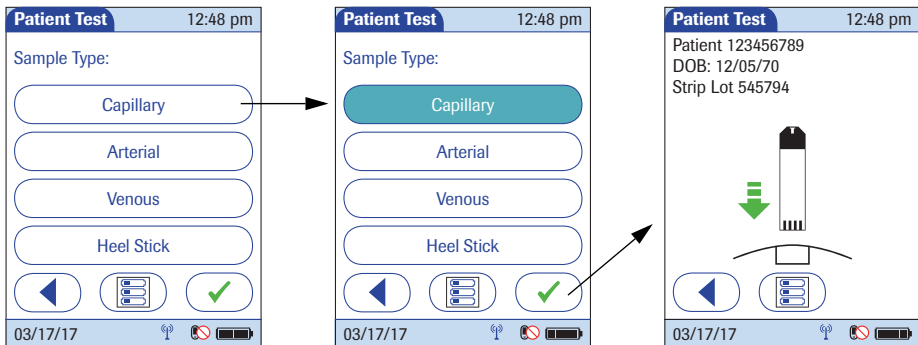 Patient Test 12:48 pm
Sample Type:
Capillary
Arterial
Venous
Heel Stick
03/17/17
Patient Test 12:48 pm
Sample Type:
Capillary
Arterial
Venous
Heel Stick
03/17/17
Patient Test 12:48 pm
Patient 123456789
DOB: 12/05/70
Strip Lot 545794
03/17/17